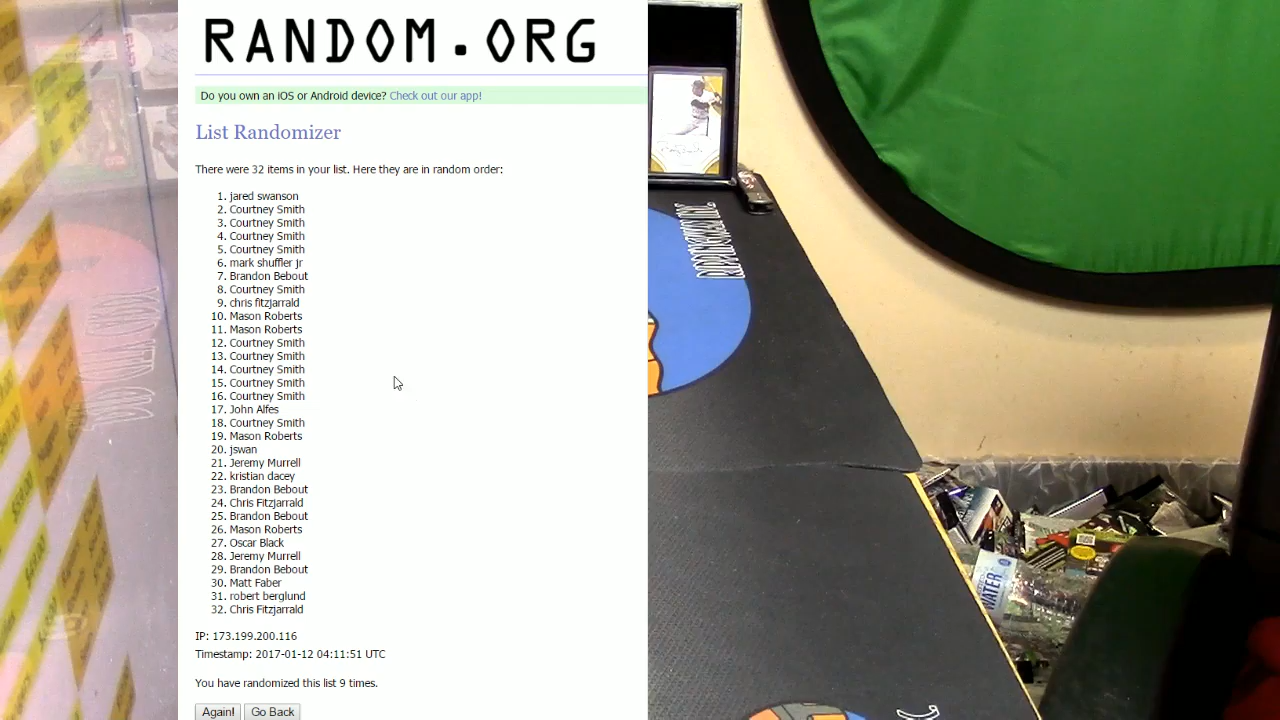 RANDOM.ORG
Do you own an iOS or Android device? Check out our app!
List Randomizer
There were 32 items in your list. Here they are in random order:
1. jared swanson
2. Courtney Smith
3. Courtney Smith
4. Courtney Smith
5. Courtney Smith
6. mark shuffler jr
7. Brandon Bebout
8. Courtney Smith
9. chris fitzjarrald
10. Mason Roberts
11. Mason Roberts
12. Courtney Smith
13. Courtney Smith
14. Courtney Smith
15. Courtney Smith
16. Courtney Smith
17. John Alfes
18. Courtney Smith
19. Mason Roberts
20. jswan
21. Jeremy Murrell
22. kristian dacey
23. Brandon Bebout
24. Chris Fitzjarrald
25. Brandon Bebout
26. Mason Roberts
27. Oscar Black
28. Jeremy Murrell
29. Brandon Bebout
30. Matt Faber
31. robert berglund
32. Chris Fitzjarrald
IP: 173.199.200.116
Timestamp: 2017-01-12 04:11:51 UTC
You have randomized this list 9 times.
Again! Go Back
WATER